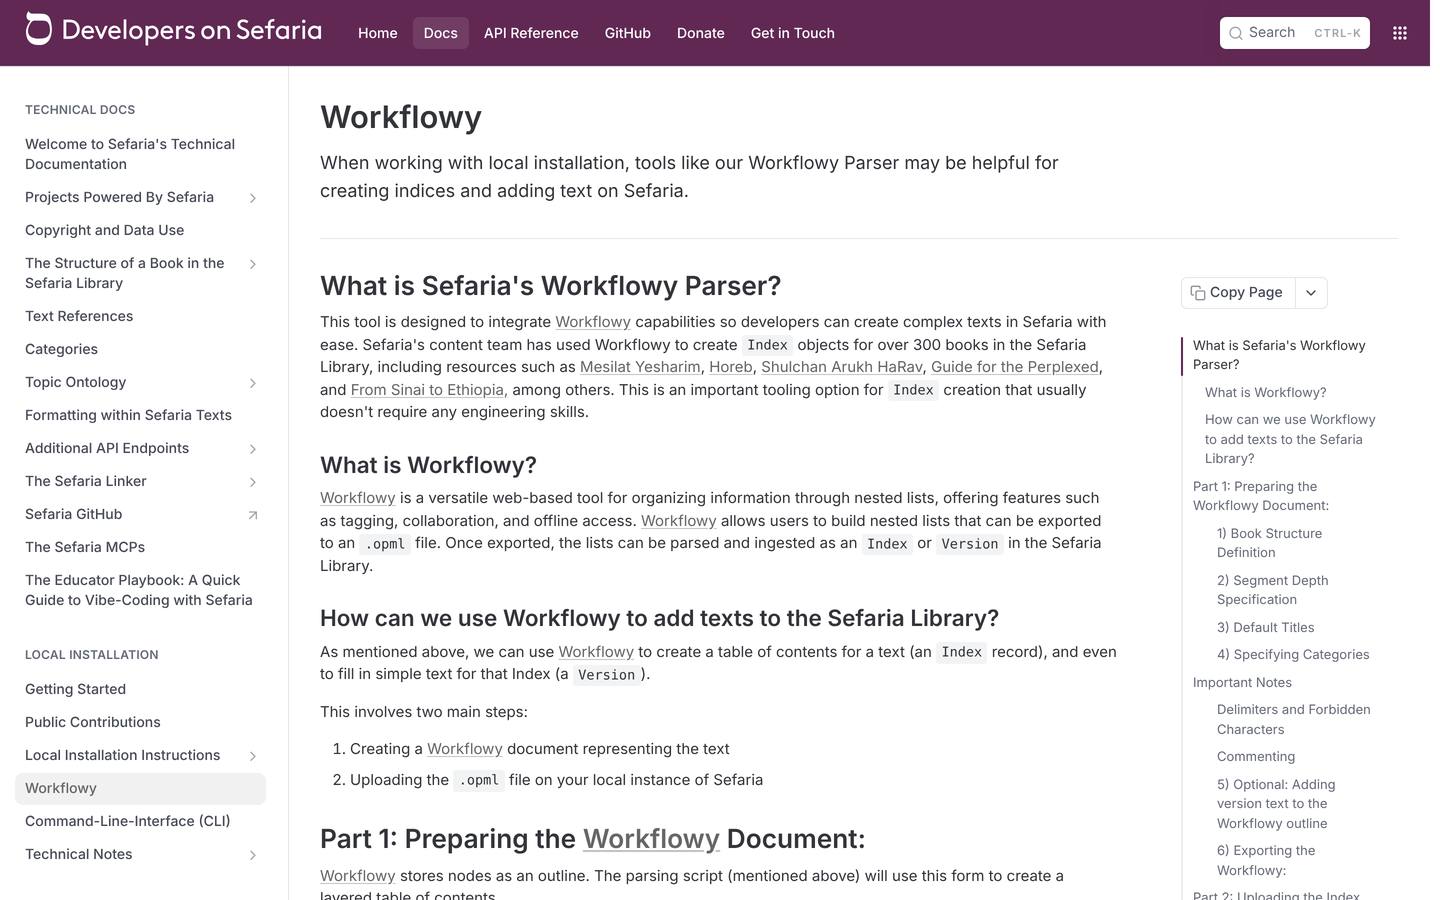 Developers on Sefaria
Home
Docs
API Reference
GitHub
Donate
Get in Touch
Search
CTRL-K
TECHNICAL DOCS
Welcome to Sefaria's Technical
Documentation
Projects Powered By Sefaria
Copyright and Data Use
The Structure of a Book in the
Sefaria Library
Text References
Categories
Topic Ontology
Formatting within Sefaria Texts
Additional API Endpoints
The Sefaria Linker
Sefaria GitHub
The Sefaria MCPs
The Educator Playbook: A Quick
Guide to Vibe-Coding with Sefaria
LOCAL INSTALLATION
Getting Started
Public Contributions
Local Installation Instructions
Workflowy
Command-Line-Interface (CLI)
Technical Notes
Workflowy
When working with local installation, tools like our Workflowy Parser may be helpful for
creating indices and adding text on Sefaria.
What is Sefaria's Workflowy Parser?
This tool is designed to integrate Workflowy capabilities so developers can create complex texts in Sefaria with
ease. Sefaria's content team has used Workflowy to create Index objects for over 300 books in the Sefaria
Library, including resources such as Mesilat Yesharim, Horeb, Shulchan Arukh HaRav, Guide for the Perplexed,
and From Sinai to Ethiopia, among others. This is an important tooling option for Index creation that usually
doesn't require any engineering skills.
What is Workflowy?
Workflowy is a versatile web-based tool for organizing information through nested lists, offering features such
as tagging, collaboration, and offline access. Workflowy allows users to build nested lists that can be exported
to an .opml file. Once exported, the lists can be parsed and ingested as an Index or Version in the Sefaria
Library.
How can we use Workflowy to add texts to the Sefaria Library?
As mentioned above, we can use Workflowy to create a table of contents for a text (an Index record), and even
to fill in simple text for that Index (a Version).
This involves two main steps:
1. Creating a Workflowy document representing the text
2. Uploading the .opml file on your local instance of Sefaria
Part 1: Preparing the Workflowy Document:
Workflowy stores nodes as an outline. The parsing script (mentioned above) will use this form to create a
layered table of contents.
Copy Page
What is Sefaria's Workflowy
Parser?
What is Workflowy?
How can we use Workflowy
to add texts to the Sefaria
Library?
Part 1: Preparing the
Workflowy Document:
1) Book Structure
Definition
2) Segment Depth
Specification
3) Default Titles
4) Specifying Categories
Important Notes
Delimiters and Forbidden
Characters
Commenting
5) Optional: Adding
version text to the
Workflowy outline
6) Exporting the
Workflowy:
Part 2: Uploading the Index